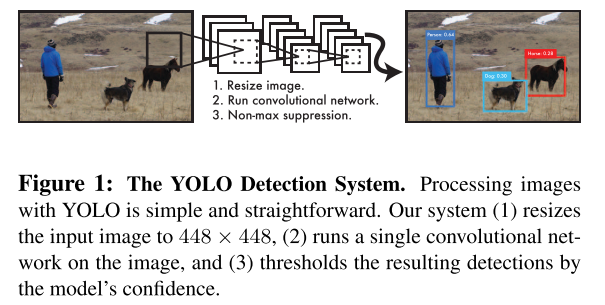 Person: 0.64
Horse: 0.28
Dog: 0.30
1. Resize image.
2. Run convolutional network.
3. Non-max suppression.
Figure 1: The YOLO Detection System. Processing images
with YOLO is simple and straightforward. Our system (1) resizes
the input image to 448 × 448, (2) runs a single convolutional net-
work on the image, and (3) thresholds the resulting detections by
the model's confidence.